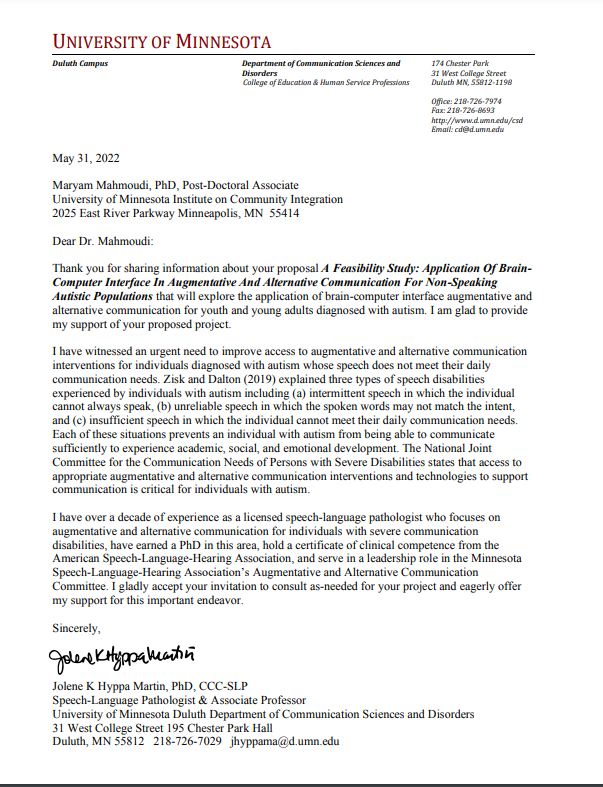 UNIVERSITY OF MINNESOTA
Duluth Campus
Department of Communication Sciences and
Disorders
College of Education & Human Service Professions
174 Chester Park
31 West College Street
Duluth MN, 55812-1198
Office: 218-726-7974
Fax: 218-726-8693
http://www.d.umn.edu/csd
Email: cd@d.umn.edu
May 31, 2022
Maryam Mahmoudi, PhD, Post-Doctoral Associate
University of Minnesota Institute on Community Integration
2025 East River Parkway Minneapolis, MN 55414
Dear Dr. Mahmoudi:
Thank you for sharing information about your proposal A Feasibility Study: Application Of Brain-
Computer Interface In Augmentative And Alternative Communication For Non-Speaking
Autistic Populations that will explore the application of brain-computer interface augmentative and
alternative communication for youth and young adults diagnosed with autism. I am glad to provide
my support of your proposed project.
I have witnessed an urgent need to improve access to augmentative and alternative communication
interventions for individuals diagnosed with autism whose speech does not meet their daily
communication needs. Zisk and Dalton (2019) explained three types of speech disabilities
experienced by individuals with autism including (a) intermittent speech in which the individual
cannot always speak, (b) unreliable speech in which the spoken words may not match the intent,
and (c) insufficient speech in which the individual cannot meet their daily communication needs.
Each of these situations prevents an individual with autism from being able to communicate
sufficiently to experience academic, social, and emotional development. The National Joint
Committee for the Communication Needs of Persons with Severe Disabilities states that access to
appropriate augmentative and alternative communication interventions and technologies to support
communication is critical for individuals with autism.
I have over a decade of experience as a licensed speech-language pathologist who focuses on
augmentative and alternative communication for individuals with severe communication
disabilities, have earned a PhD in this area, hold a certificate of clinical competence from the
American Speech-Language-Hearing Association, and serve in a leadership role in the Minnesota
Speech-Language-Hearing Association's Augmentative and Alternative Communication
Committee. I gladly accept your invitation to consult as-needed for your project and eagerly offer
my support for this important endeavor.
Sincerely,
Jolene K Hyppa Martin
Jolene K Hyppa Martin, PhD, CCC-SLP
Speech-Language Pathologist & Associate Professor
University of Minnesota Duluth Department of Communication Sciences and Disorders
31 West College Street 195 Chester Park Hall
Duluth, MN 55812 218-726-7029 jhyppama@d.umn.edu